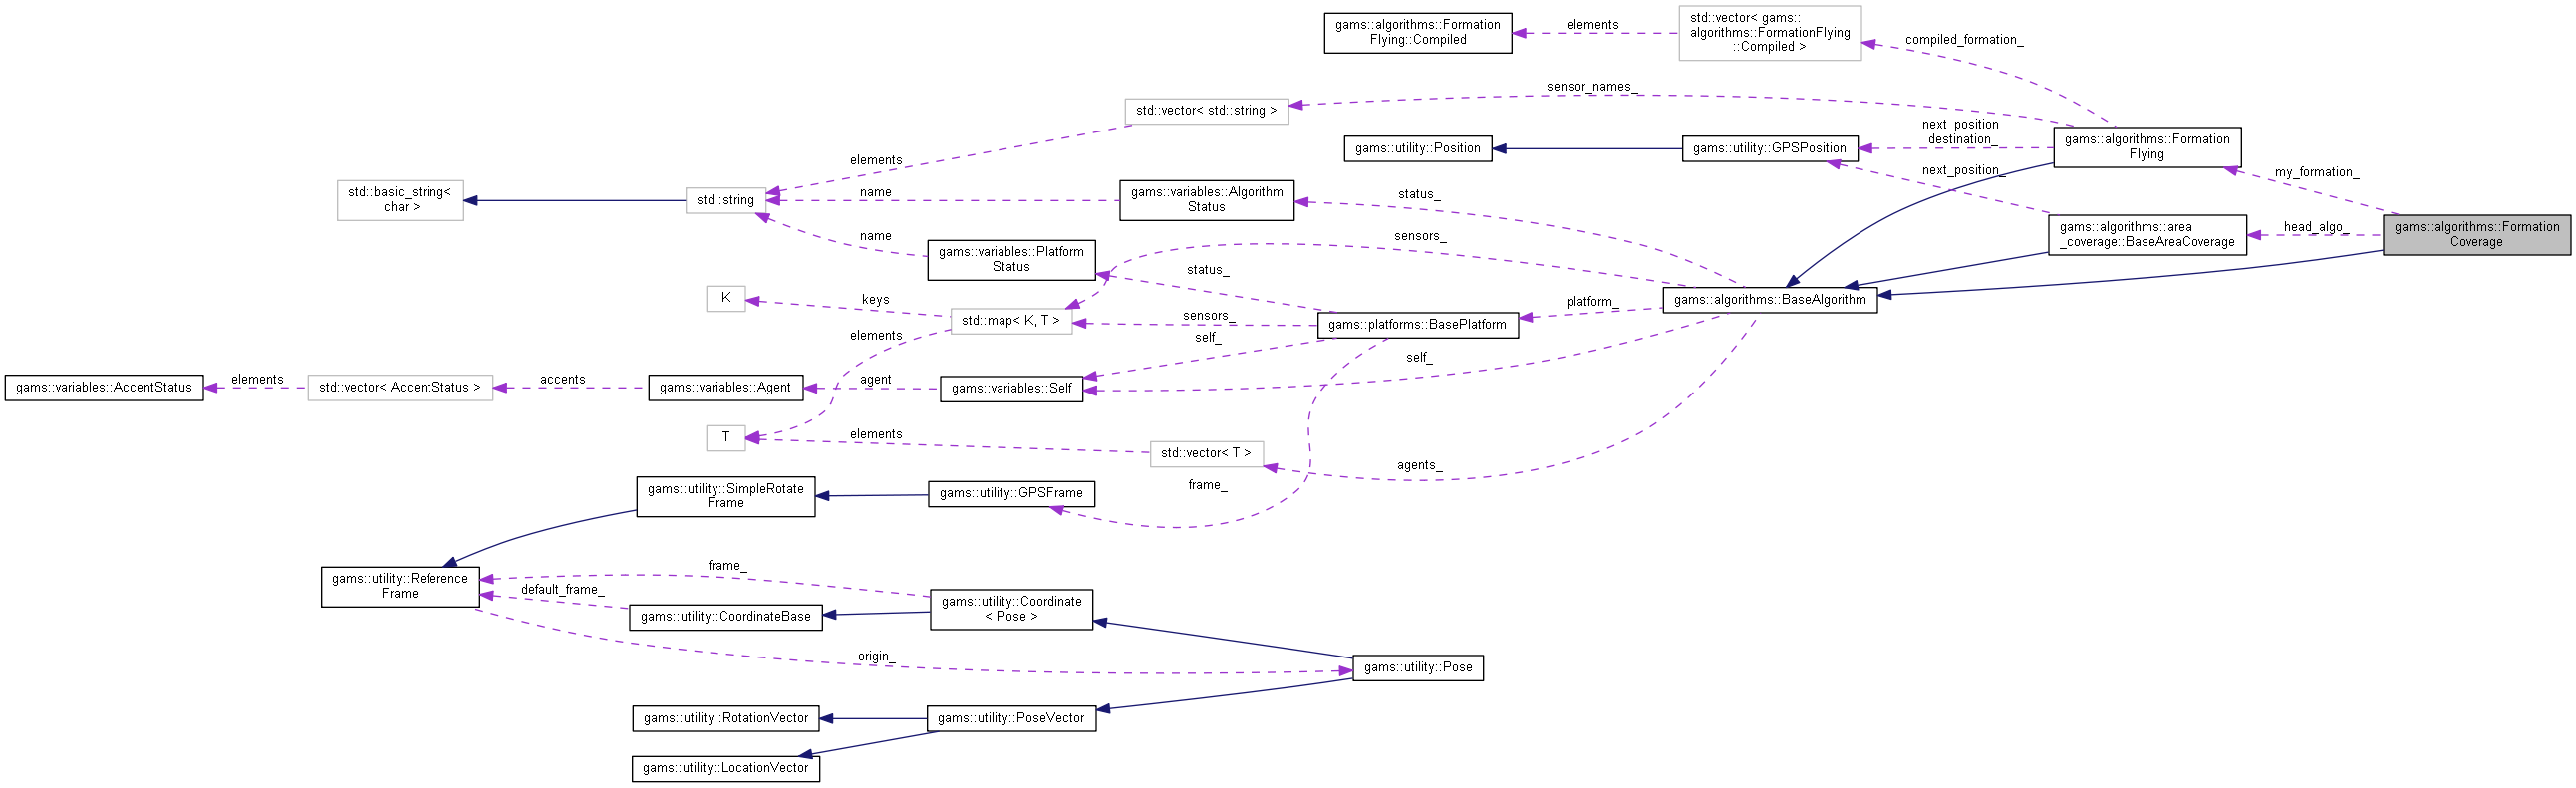 gams::algorithms::Formation
Flying::Compiled
elements
std::vector< gams::
algorithms::FormationFlying
::Compiled >
compiled_formation_
sensor_names_
std::vector< std::string >
elements
gams::utility::Position
gams::utility::GPSPosition
next_position_
destination_
gams::algorithms::Formation
Flying
next_position_
my_formation_
std::basic_string<
char >
std::string
name
gams::variables::Algorithm
Status
status_
gams::algorithms::area
_coverage::BaseAreaCoverage
head_algo_
gams::algorithms::Formation
Coverage
name
gams::variables::Platform
Status
sensors_
status_
K
keys
std::map< K, T >
sensors_
gams::platforms::BasePlatform
platform_
gams::algorithms::BaseAlgorithm
elements
self_
self_
gams::variables::AccentStatus
elements
std::vector< AccentStatus >
accents
gams::variables::Agent
agent
gams::variables::Self
T
elements
std::vector< T >
agents_
frame_
gams::utility::SimpleRotate
Frame
gams::utility::GPSFrame
gams::utility::Reference
Frame
frame_
default_frame_
gams::utility::CoordinateBase
gams::utility::Coordinate
< Pose >
origin_
gams::utility::Pose
gams::utility::RotationVector
gams::utility::PoseVector
gams::utility::LocationVector